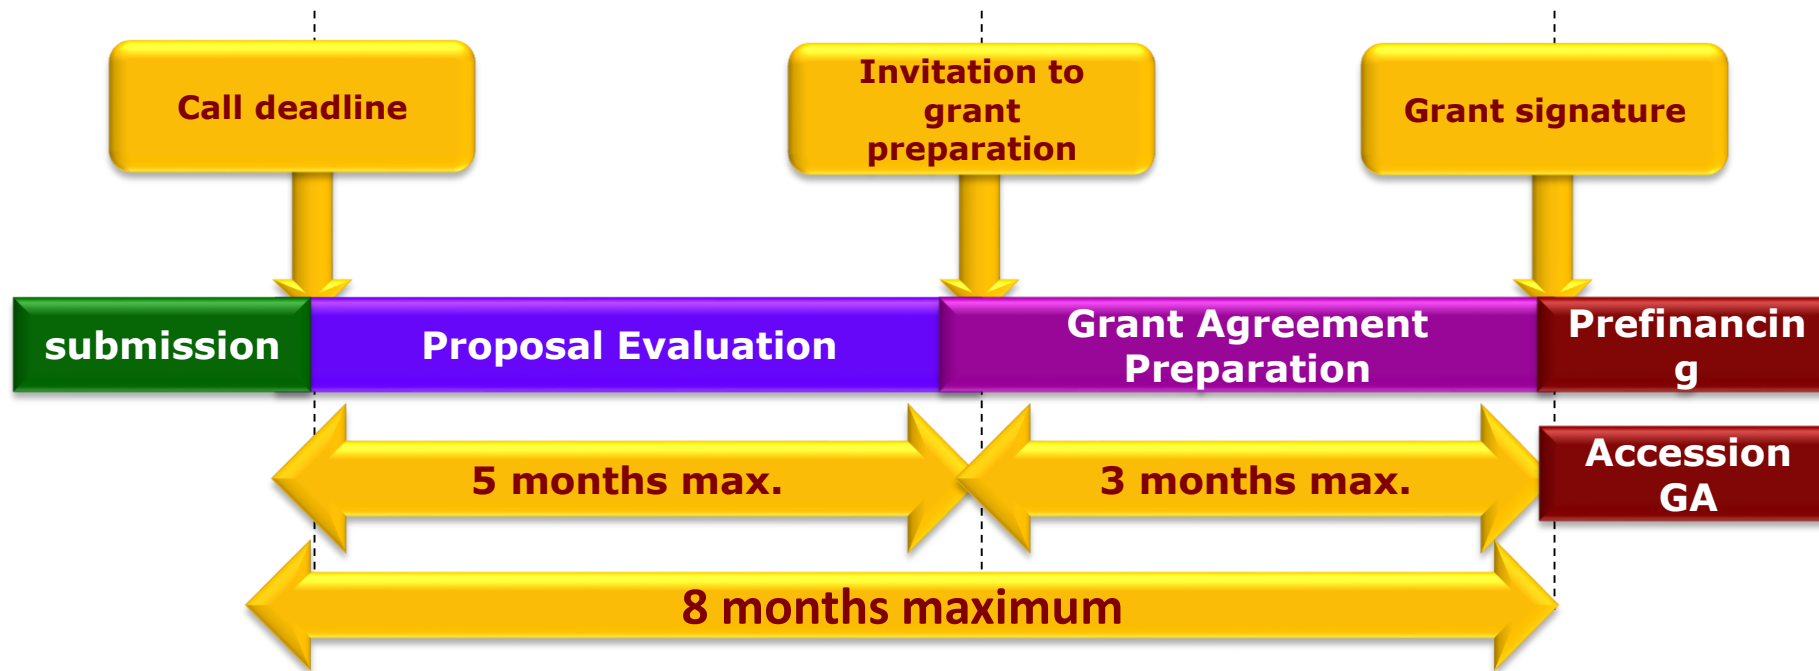 Call deadline
Invitation to
grant
preparation
Grant signature
submission
Proposal Evaluation
Grant Agreement
Preparation
Prefinancin
g
5 months max.
3 months max.
Accession
GA
8 months maximum